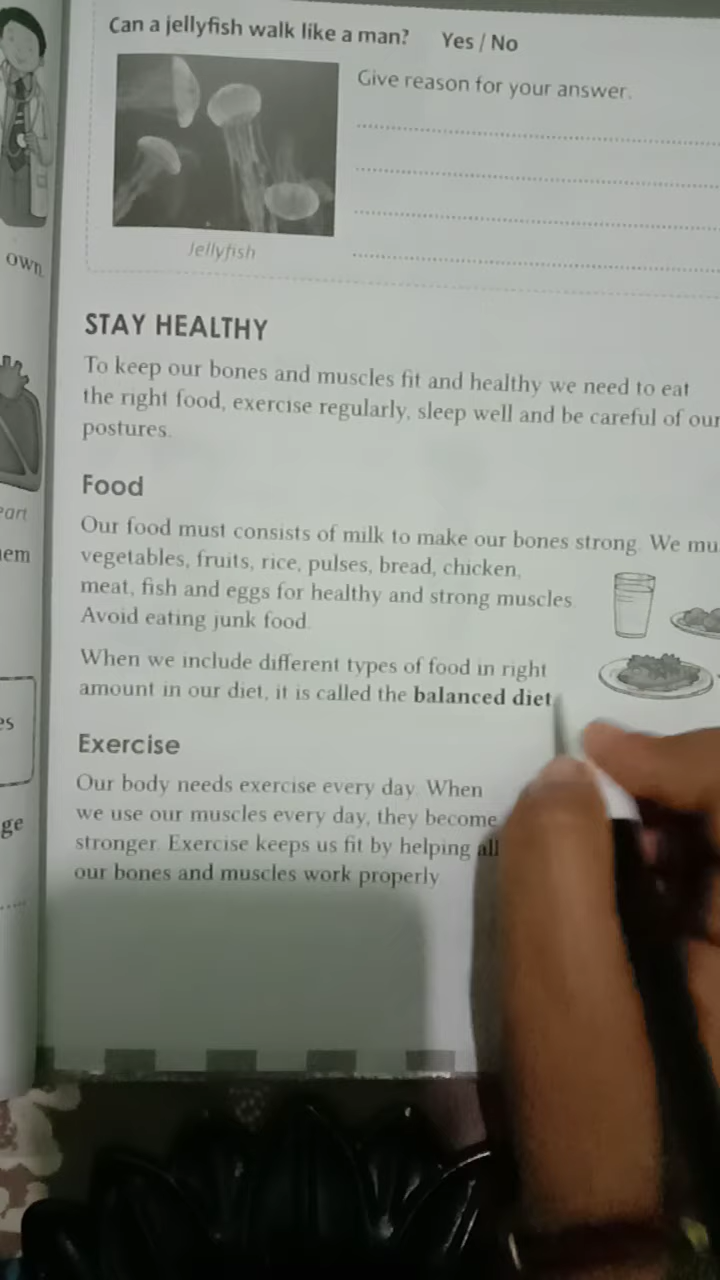 Can a jellyfish walk like a man? Yes / No
Give reason for your answer.
Jellyfish
own.
STAY HEALTHY
To keep our bones and muscles fit and healthy we need to eat
the right food, exercise regularly, sleep well and be careful of our
postures.
Food
Our food must consists of milk to make our bones strong. We
vegetables, fruits, rice, pulses, bread, chicken,
meat, fish and eggs for healthy and strong muscles.
Avoid eating junk food.
When we include different types of food in right
amount in our diet, it is called the balanced diet.
Exercise
Our body needs exercise every day. When
we use our muscles every day, they become
stronger. Exercise keeps us fit by helping all
our bones and muscles work properly